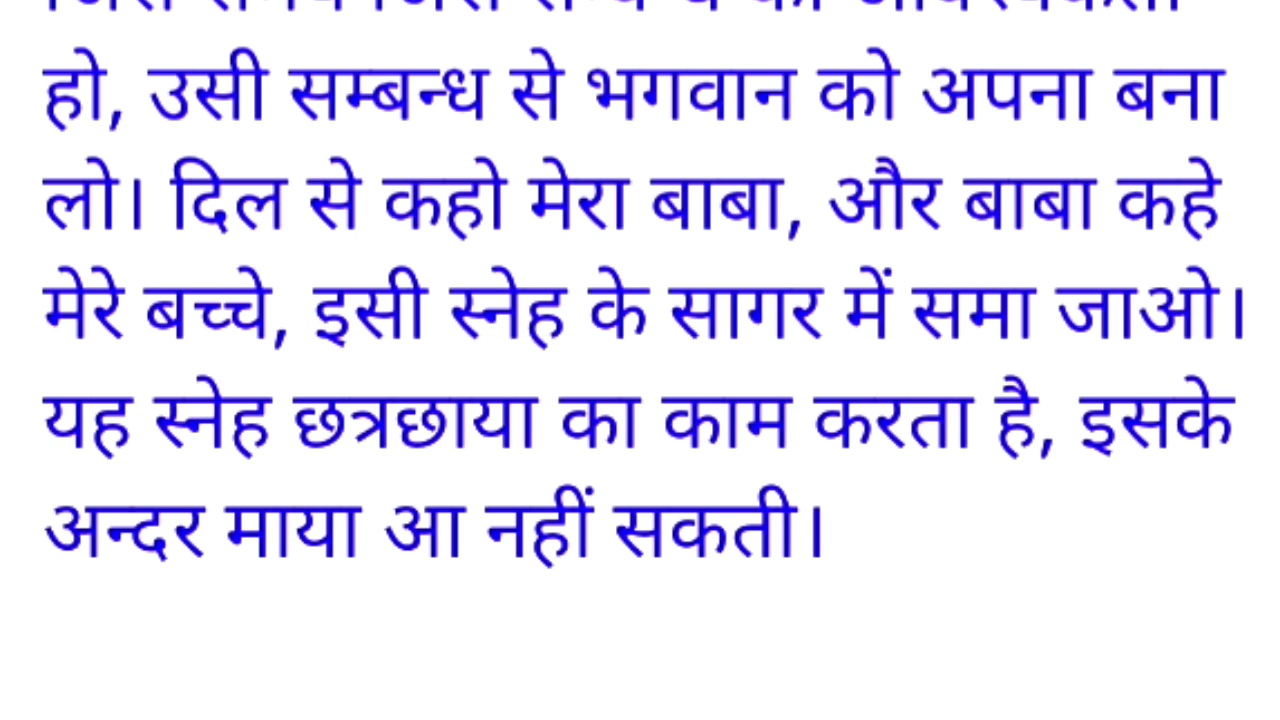 हो, उसी सम्बन्ध से भगवान को अपना बना
लो। दिल से कहो मेरा बाबा, और बाबा कहे
मेरे बच्चे, इसी स्नेह के सागर में समा जाओ।
यह स्नेह छत्रछाया का काम करता है, इसके
अन्दर माया आ नहीं सकती।